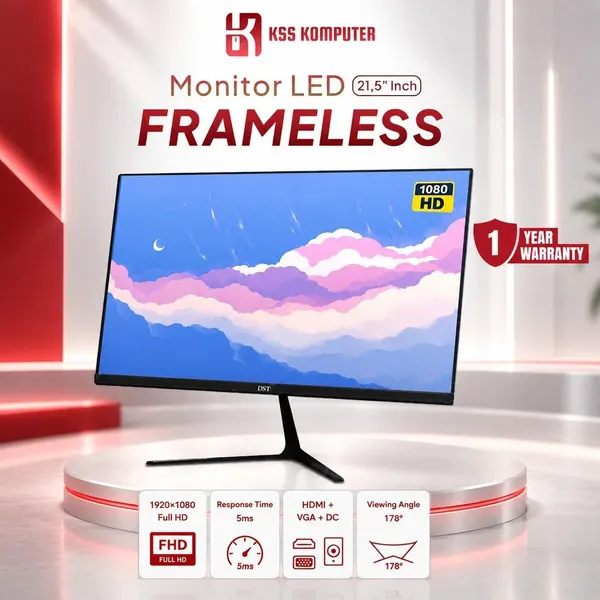 KSS KOMPUTER
Monitor LED 21,5" Inch
FRAMELESS
1080
HD
1 YEAR
WARRANTY
DST
1920×1080
Full HD
FHD
FULL HD
Response Time
5ms
5ms
HDMI +
VGA + DC
Viewing Angle
178°
178°